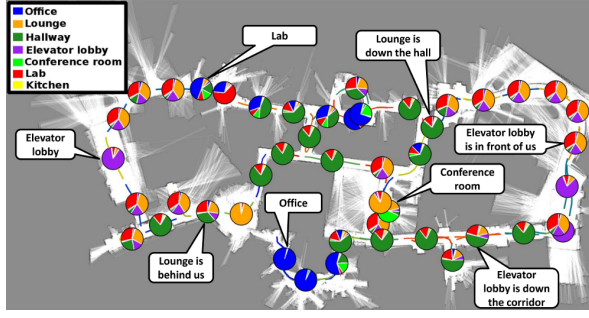 Office
Lounge
Hallway
Elevator lobby
Conference room
Lab
Kitchen
Lab
Lounge is
down the hall
Elevator
lobby
Elevator lobby
is in front of us
Conference
room
Office
Lounge is
behind us
Elevator
lobby is down
the corridor